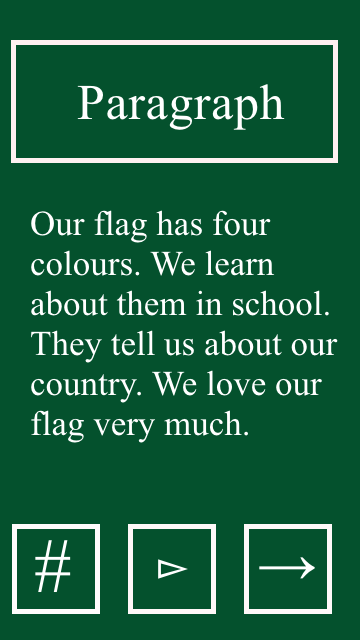 Paragraph
Our flag has four
colours. We learn
about them in school.
They tell us about our
country. We love our
flag very much.
# ▻ →